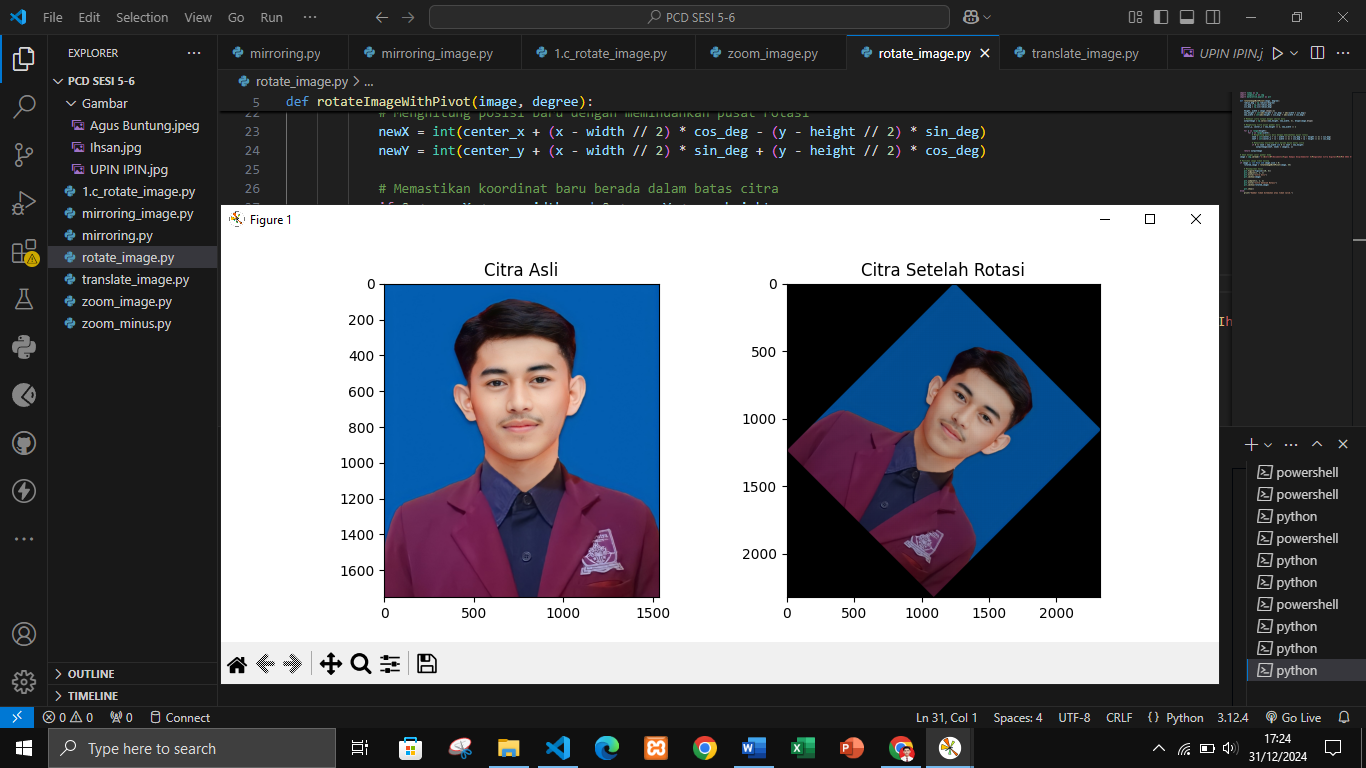 File Edit Selection View Go Run ··· PCD SESI 5-6
EXPLORER ···
PCD SESI 5-6
Gambar
Agus Buntung.jpeg
Ihsan.jpg
UPIN IPIN.jpg
1.c_rotate_image.py
mirroring_image.py
mirroring.py
rotate_image.py
translate_image.py
zoom_image.py
zoom_minus.py
OUTLINE
TIMELINE
mirroring.py mirroring_image.py 1.c_rotate_image.py zoom_image.py rotate_image.py translate_image.py UPIN IPIN.j
rotate_image.py > ...
5 def rotateImageWithPivot(image, degree):
22 # Menghitung posisi baru dengan memindahkan pusat rotasi
23 newX = int(center_x + (x - width // 2) * cos_deg - (y - height // 2) * sin_deg)
24 newY = int(center_y + (x - width // 2) * sin_deg + (y - height // 2) * cos_deg)
25
26 # Memastikan koordinat baru berada dalam batas citra
Figure 1
Citra Asli
0
200
400
600
800
1000
1200
1400
1600
0 500 1000 1500
Citra Setelah Rotasi
0
500
1000
1500
2000
0 500 1000 1500 2000
Ih
powershell
powershell
python
powershell
python
python
powershell
python
python
python
0 0 0 Connect Ln 31, Col 1 Spaces: 4 UTF-8 CRLF { } Python 3.12.4 Go Live
Type here to search
17:24
31/12/2024